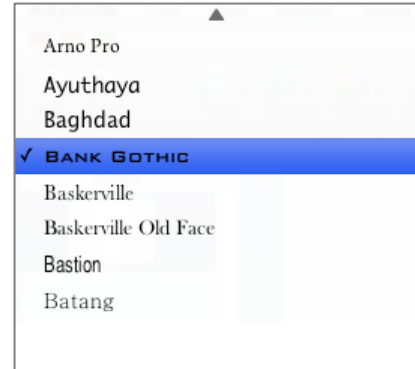 Arno Pro
Ayuthaya
Baghdad
✓ BANK GOTHIC
Baskerville
Baskerville Old Face
Bastion
Batang